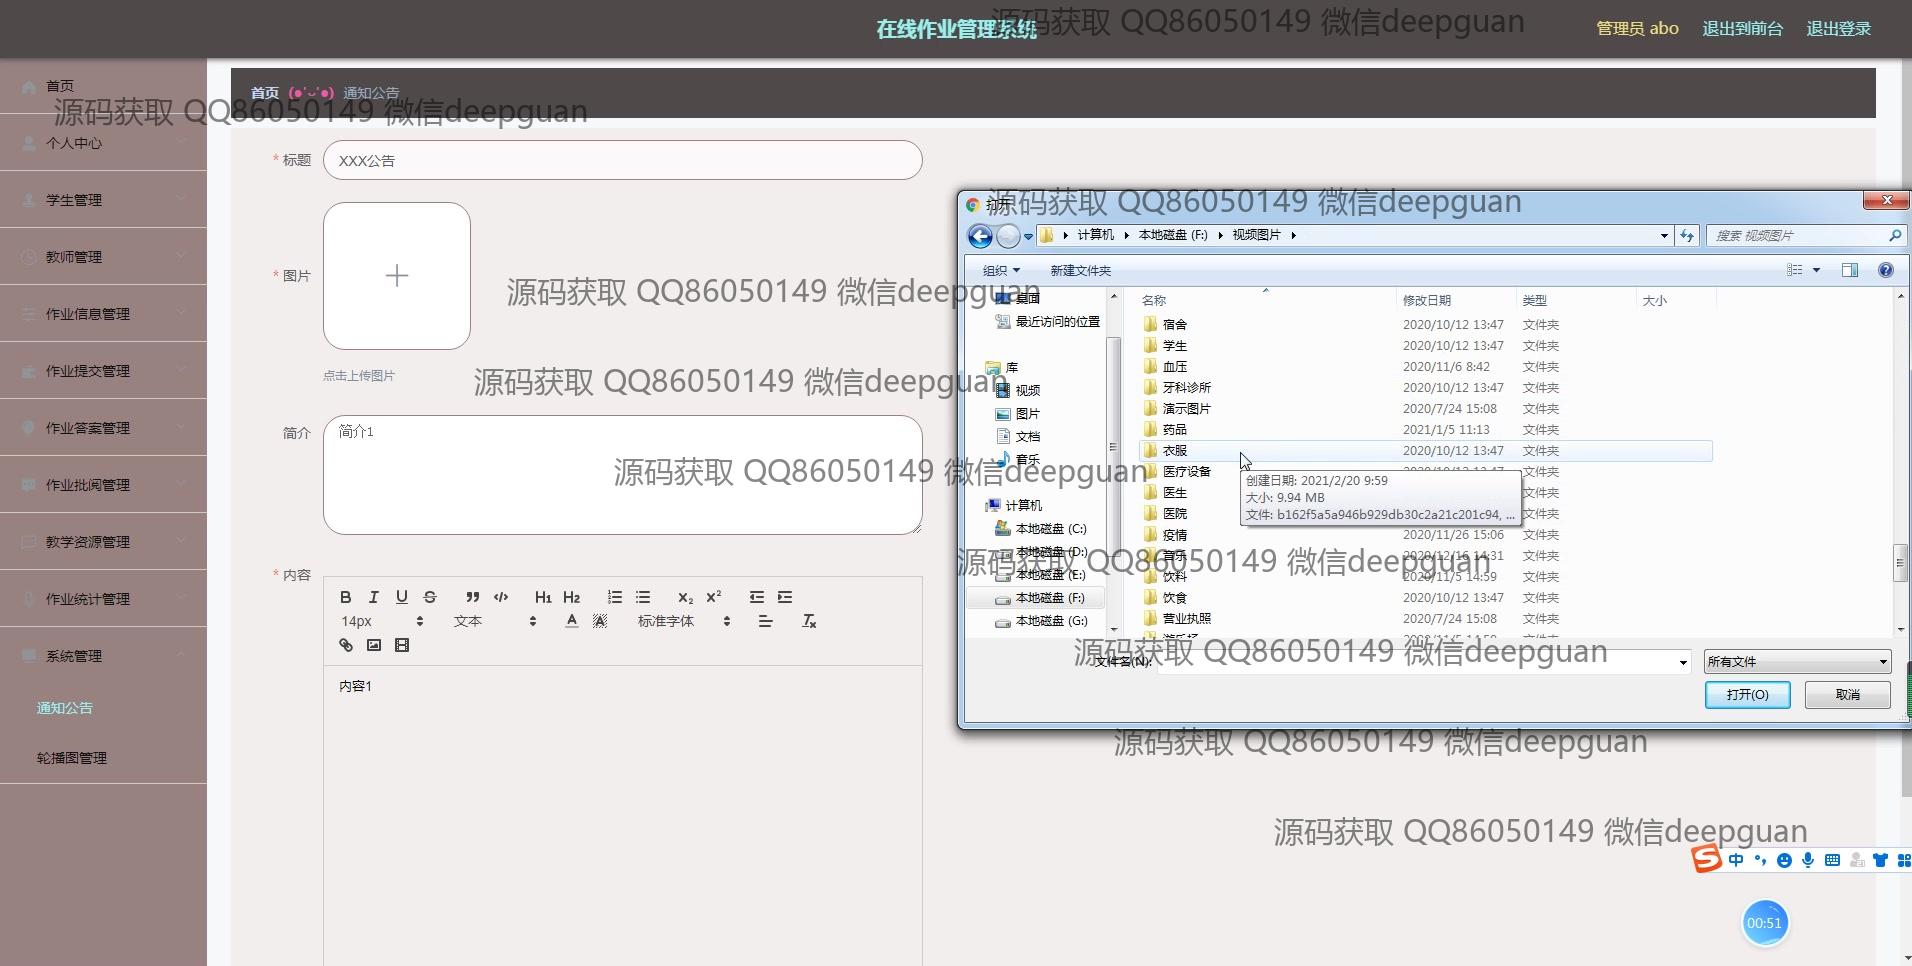 在线作业管理系统
源码获取 QQ86050149 微信deepguan
管理员 abo
退出到前台
退出登录
首页
个人中心
学生管理
教师管理
作业信息管理
作业提交管理
作业答案管理
作业批阅管理
教学资源管理
作业统计管理
系统管理
通知公告
轮播图管理
首页 (●'◡'●) 通知公告
源码获取 QQ86050149 微信deepguan
* 标题
XXX公告
* 图片
点击上传图片
源码获取 QQ86050149 微信deepguan
源码获取 QQ86050149 微信deepguan
简介
简介1
源码获取 QQ86050149 微信deepguan
* 内容
B I U S H1 H2 X₂ X²
14px 文本 A 标准字体
内容1
打开
源码获取 QQ86050149 微信deepguan
计算机 本地磁盘 (F:) 视频图片
搜索 视频图片
组织 新建文件夹
桌面
最近访问的位置
库
视频
图片
文档
音乐
计算机
本地磁盘 (C:)
本地磁盘 (D:)
本地磁盘 (E:)
本地磁盘 (F:)
本地磁盘 (G:)
名称 修改日期 类型 大小
宿舍 2020/10/12 13:47 文件夹
学生 2020/10/12 13:47 文件夹
血压 2020/11/6 8:42 文件夹
牙科诊所 2020/10/12 13:47 文件夹
演示图片 2020/7/24 15:08 文件夹
药品 2021/1/5 11:13 文件夹
衣服 2020/10/12 13:47 文件夹
医疗设备 文件夹
医生 文件夹
医院 文件夹
疫情 2020/11/26 15:06 文件夹
音乐 2020/12/16 14:31 文件夹
饮料 2020/11/5 14:59 文件夹
饮食 2020/10/12 13:47 文件夹
营业执照 2020/7/24 15:08 文件夹
创建日期: 2021/2/20 9:59
大小: 9.94 MB
文件: b162f5a5a946b929db30c2a21c201c94, ...
源码获取 QQ86050149 微信deepguan
源码获取 QQ86050149 微信deepguan
文件名(N):
所有文件
打开(O)
取消
源码获取 QQ86050149 微信deepguan
源码获取 QQ86050149 微信deepguan
中
00:51